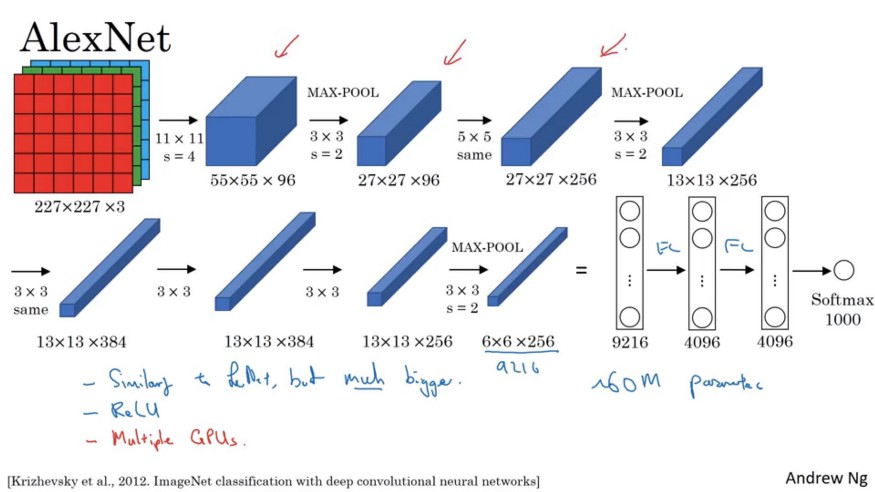 AlexNet
MAX-POOL
MAX-POOL
11 × 11
s = 4
3 × 3
s = 2
5 × 5
same
3 × 3
s = 2
227×227 ×3
55×55 × 96
27×27 ×96
27×27 ×256
13×13 ×256
MAX-POOL
FC
FC
3 × 3
same
3 × 3
3 × 3
3 × 3
s = 2
=
Softmax
1000
13×13 ×384
13×13 ×384
13×13 ×256
6×6 ×256
9216
4096
4096
9216
- Similar to LeNet, but much bigger.
- ReLU
- Multiple GPUs.
~60M parameters
[Krizhevsky et al., 2012. ImageNet classification with deep convolutional neural networks]
Andrew Ng